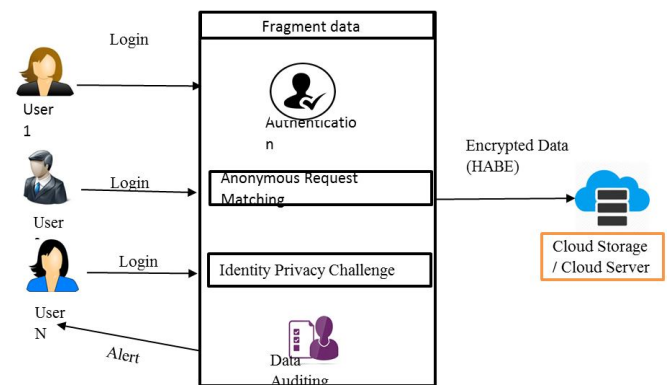 Fragment data
Login
User
1
Authenticatio
n
Login
Anonymous Request
Matching
Encrypted Data
(HABE)
User
Login
Identity Privacy Challenge
Cloud Storage
/ Cloud Server
User
N
Alert
Data
Auditing